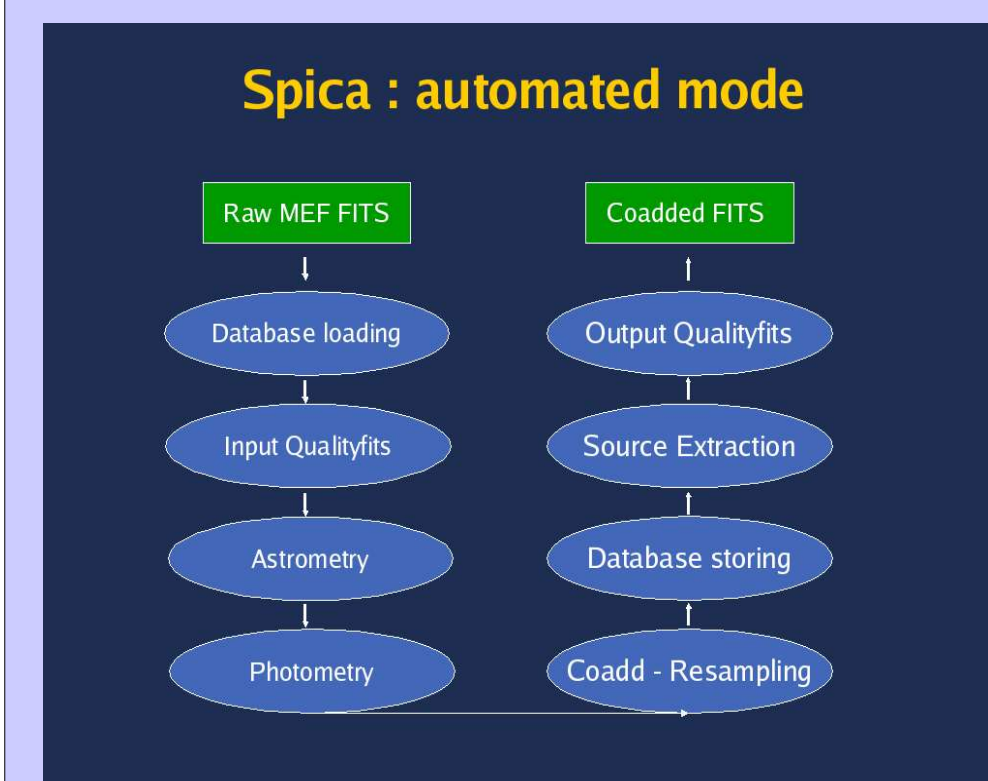 Spica : automated mode
Raw MEF FITS
Database loading
Input Qualityfits
Astrometry
Photometry
Coadd - Resampling
Database storing
Source Extraction
Output Qualityfits
Coadded FITS